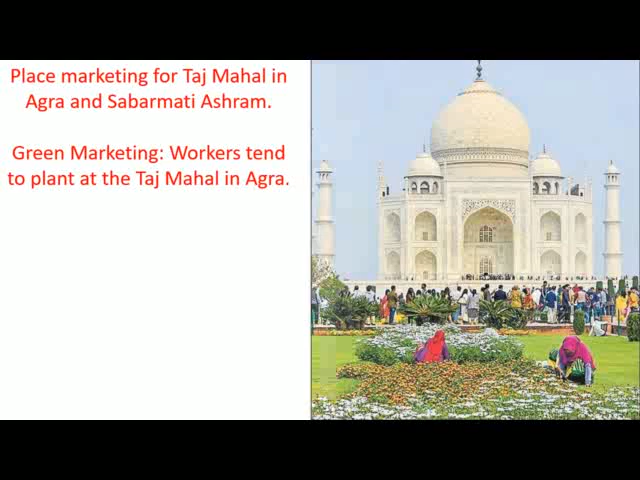 Place marketing for Taj Mahal in
Agra and Sabarmati Ashram.
Green Marketing: Workers tend
to plant at the Taj Mahal in Agra.